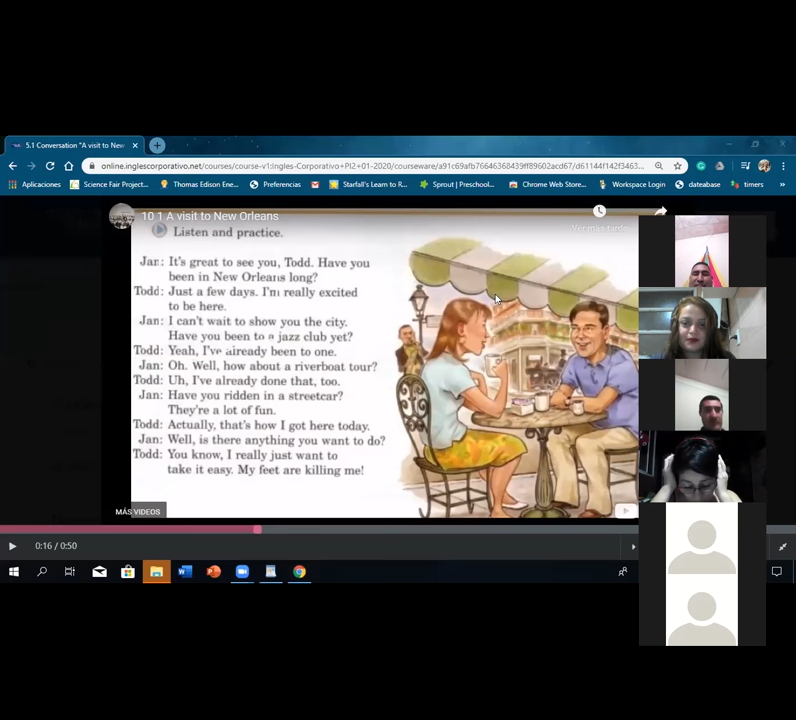 5.1 Conversation "A visit to New
online.inglescorporativo.net/courses/course-v1:Ingles-Corporativo+PI2+01-2020/courseware/a91c69afb76646368439ff89602acd67/d61144f142f3463...
Aplicaciones
Science Fair Project...
Thomas Edison Ene...
Preferencias
Starfall's Learn to R...
Sprout | Preschool...
Chrome Web Store...
Workspace Login
dateabase
timers
10 1 A visit to New Orleans
Ver más tarde
Listen and practice.
Jan: It's great to see you, Todd. Have you
been in New Orleans long?
Todd: Just a few days. I'm really excited
to be here.
Jan: I can't wait to show you the city.
Have you been to a jazz club yet?
Todd: Yeah, I've already been to one.
Jan: Oh. Well, how about a riverboat tour?
Todd: Uh, I've already done that, too.
Jan: Have you ridden in a streetcar?
They're a lot of fun.
Todd: Actually, that's how I got here today.
Jan: Well, is there anything you want to do?
Todd: You know, I really just want to
take it easy. My feet are killing me!
MÁS VIDEOS
0:16 / 0:50